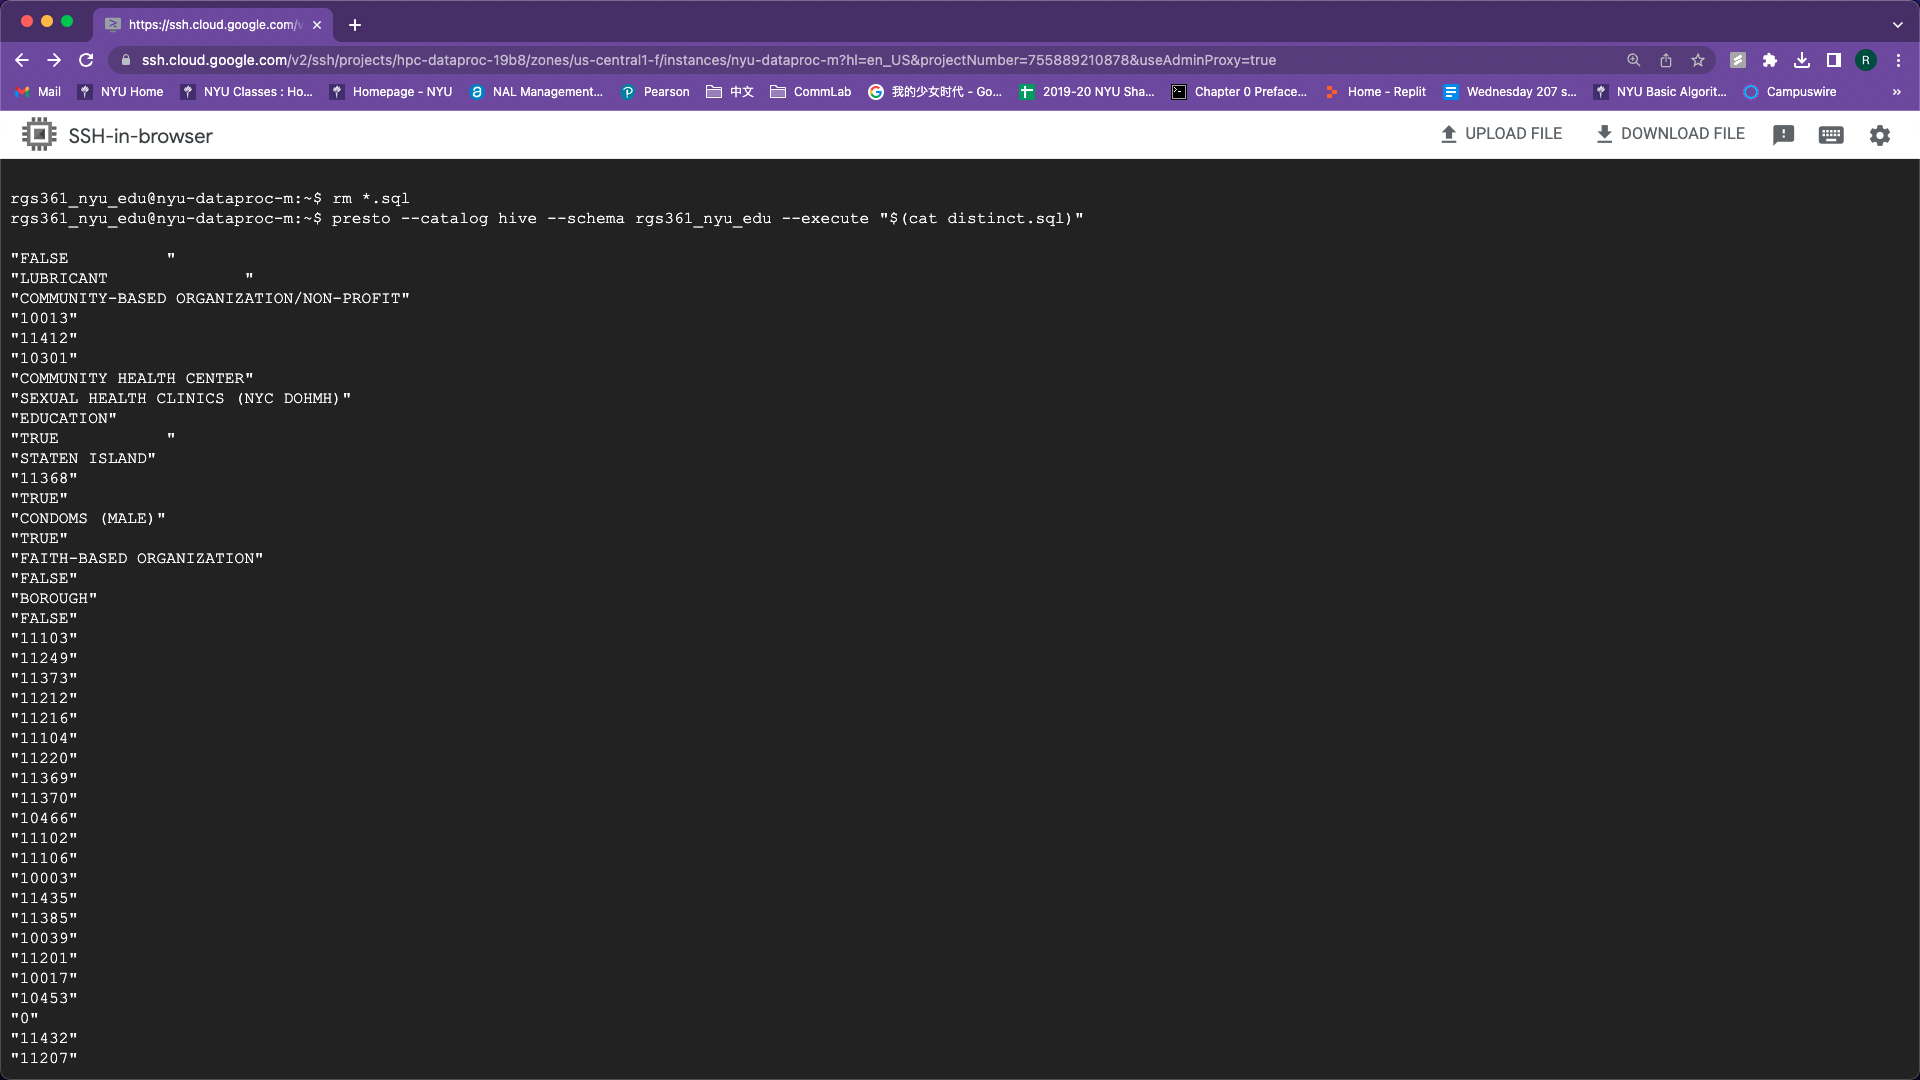 https://ssh.cloud.google.com/v
ssh.cloud.google.com/v2/ssh/projects/hpc-dataproc-19b8/zones/us-central1-f/instances/nyu-dataproc-m?hl=en_US&projectNumber=755889210878&useAdminProxy=true
R
Mail NYU Home NYU Classes : Ho... Homepage - NYU NAL Management... Pearson 中文 CommLab 我的少女时代 - Go... 2019-20 NYU Sha... Chapter 0 Preface... Home - Replit Wednesday 207 s... NYU Basic Algorit... Campuswire »
SSH-in-browser UPLOAD FILE DOWNLOAD FILE
rgs361_nyu_edu@nyu-dataproc-m:~$ rm *.sql
rgs361_nyu_edu@nyu-dataproc-m:~$ presto --catalog hive --schema rgs361_nyu_edu --execute "$(cat distinct.sql)"
"FALSE          "
"LUBRICANT              "
"COMMUNITY-BASED ORGANIZATION/NON-PROFIT"
"10013"
"11412"
"10301"
"COMMUNITY HEALTH CENTER"
"SEXUAL HEALTH CLINICS (NYC DOHMH)"
"EDUCATION"
"TRUE           "
"STATEN ISLAND"
"11368"
"TRUE"
"CONDOMS (MALE)"
"TRUE"
"FAITH-BASED ORGANIZATION"
"FALSE"
"BOROUGH"
"FALSE"
"11103"
"11249"
"11373"
"11212"
"11216"
"11104"
"11220"
"11369"
"11370"
"10466"
"11102"
"11106"
"10003"
"11435"
"11385"
"10039"
"11201"
"10017"
"10453"
"0"
"11432"
"11207"